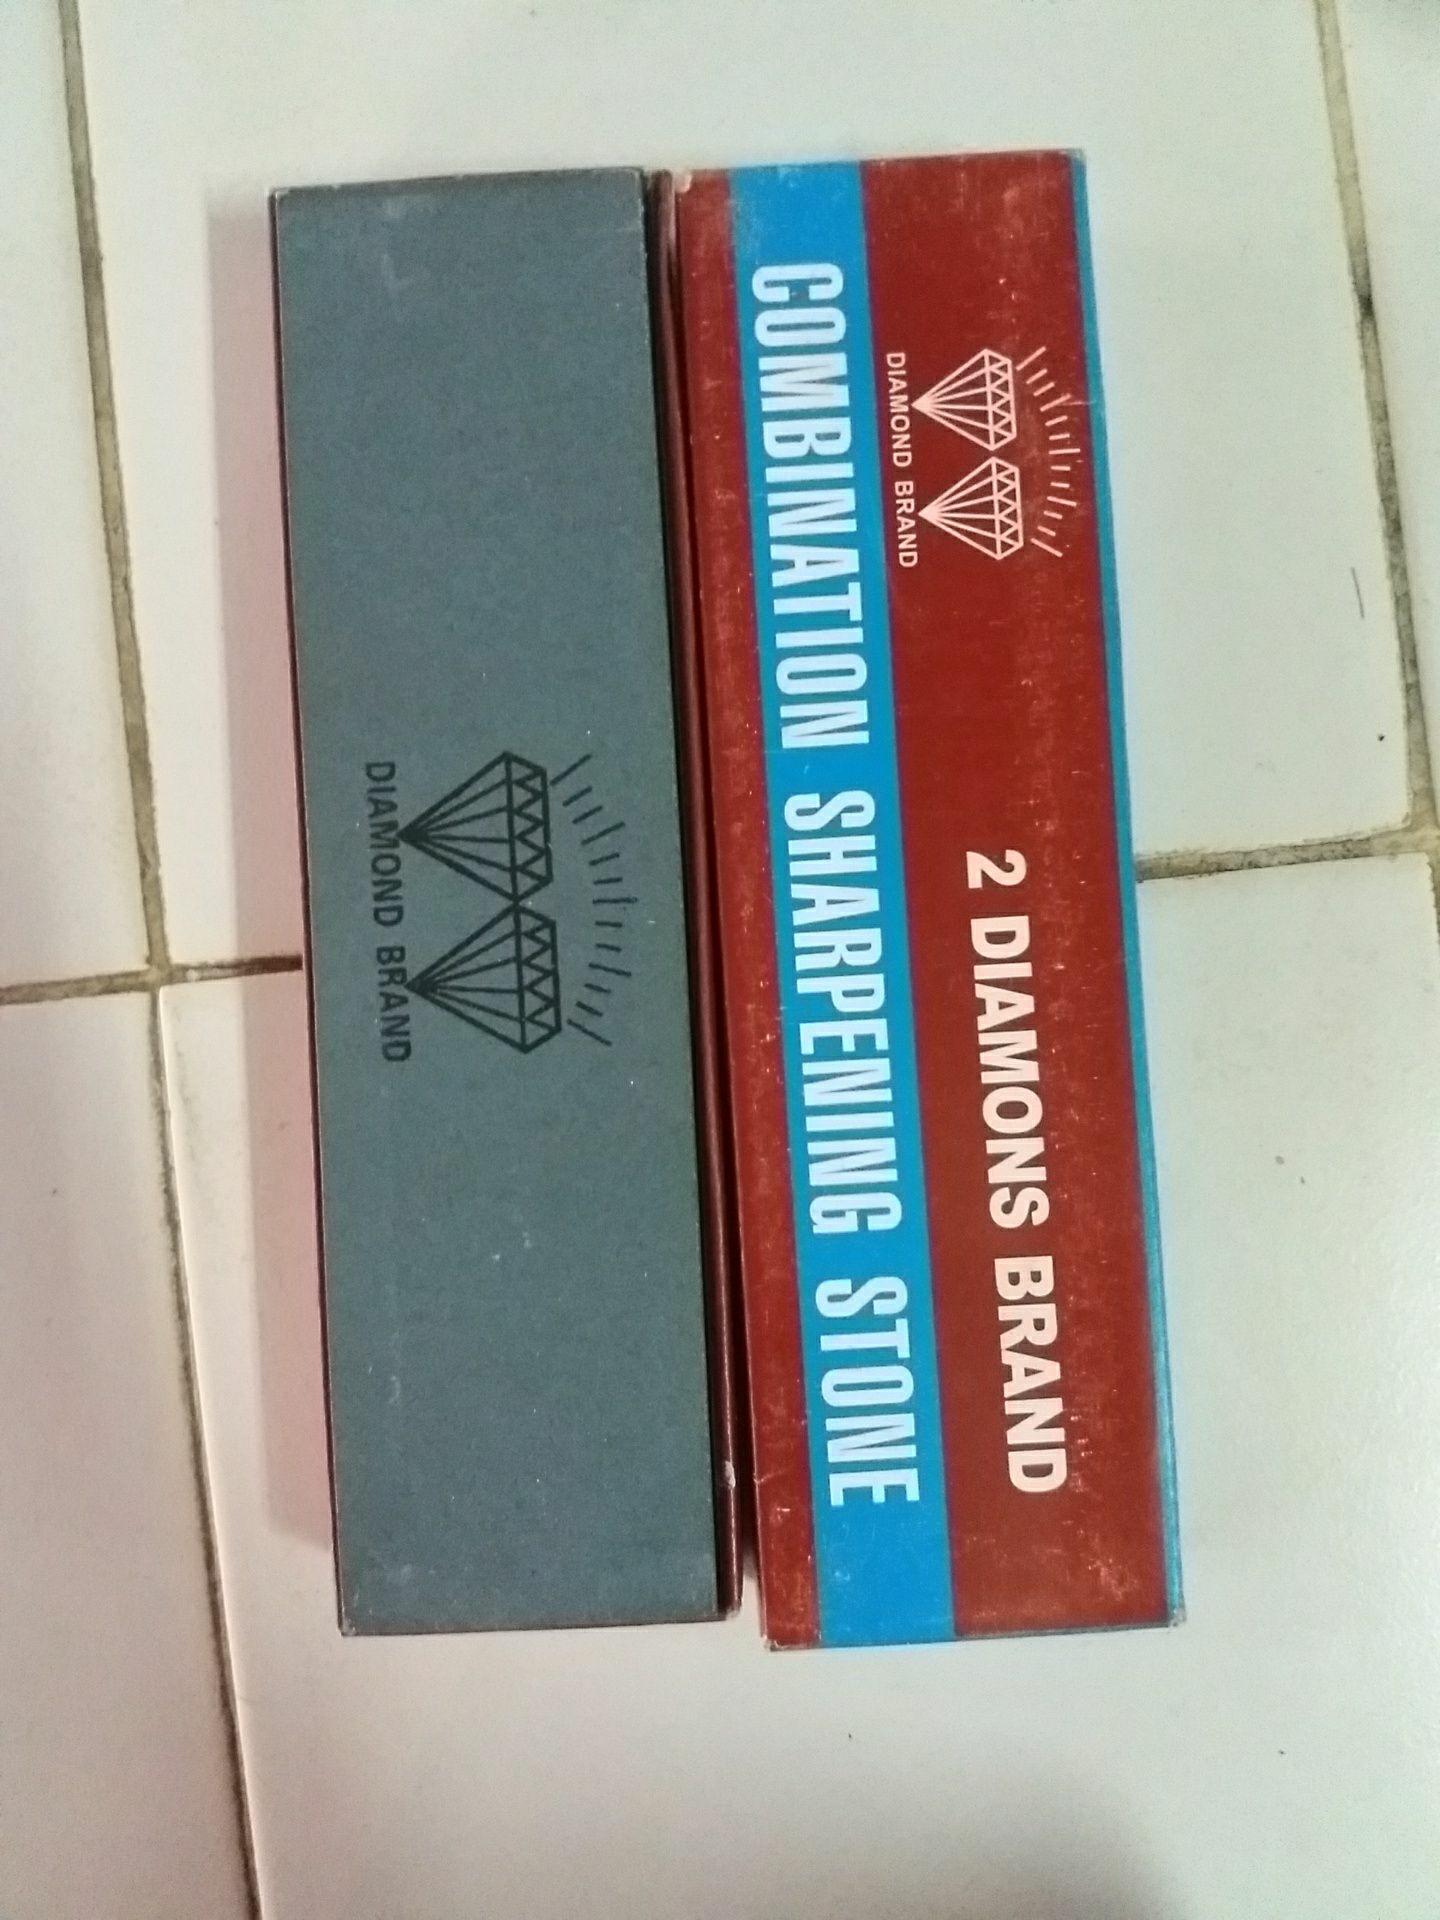 DIAMOND BRAND
2 DIAMONS BRAND
COMBINATION SHARPENING STONE
DIAMOND BRAND